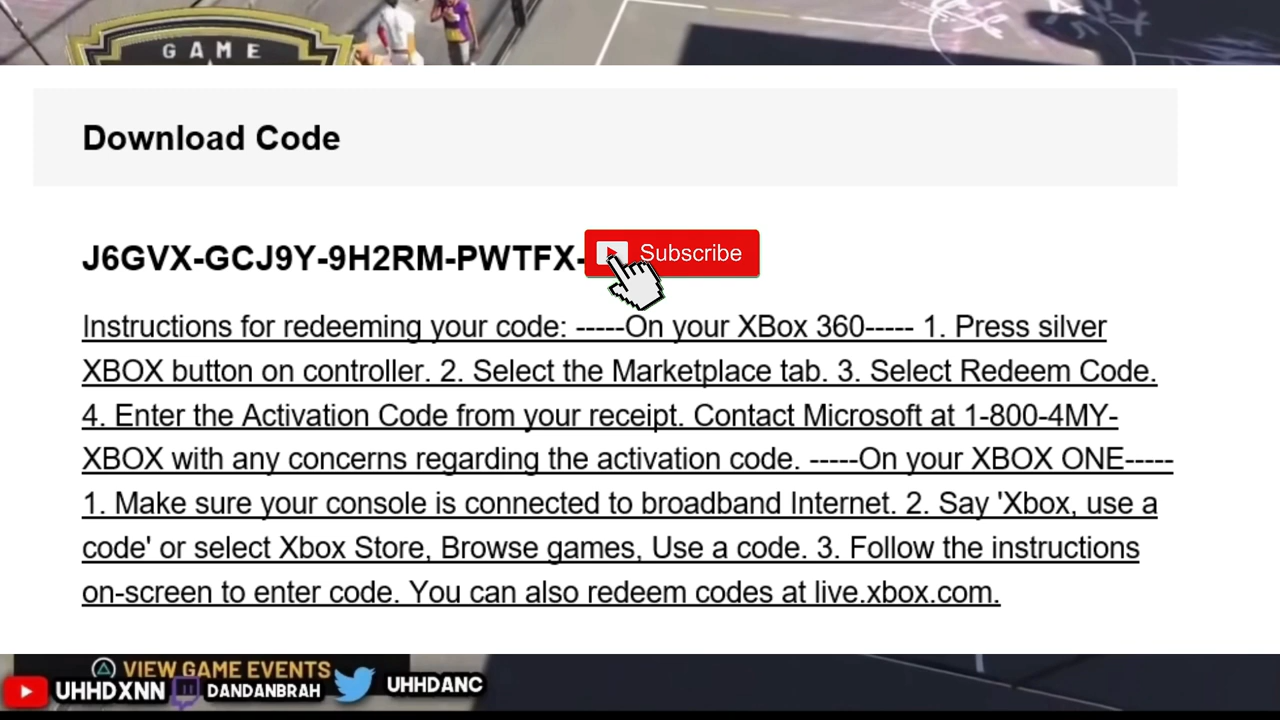 GAME
Download Code
J6GVX-GCJ9Y-9H2RM-PWTFX-
Subscribe
Instructions for redeeming your code: -----On your XBox 360----- 1. Press silver
XBOX button on controller. 2. Select the Marketplace tab. 3. Select Redeem Code.
4. Enter the Activation Code from your receipt. Contact Microsoft at 1-800-4MY-
XBOX with any concerns regarding the activation code. -----On your XBOX ONE-----
1. Make sure your console is connected to broadband Internet. 2. Say 'Xbox, use a
code' or select Xbox Store, Browse games, Use a code. 3. Follow the instructions
on-screen to enter code. You can also redeem codes at live.xbox.com.
VIEW GAME EVENTS
UHHDXNN DANDANBRAH UHHDANC